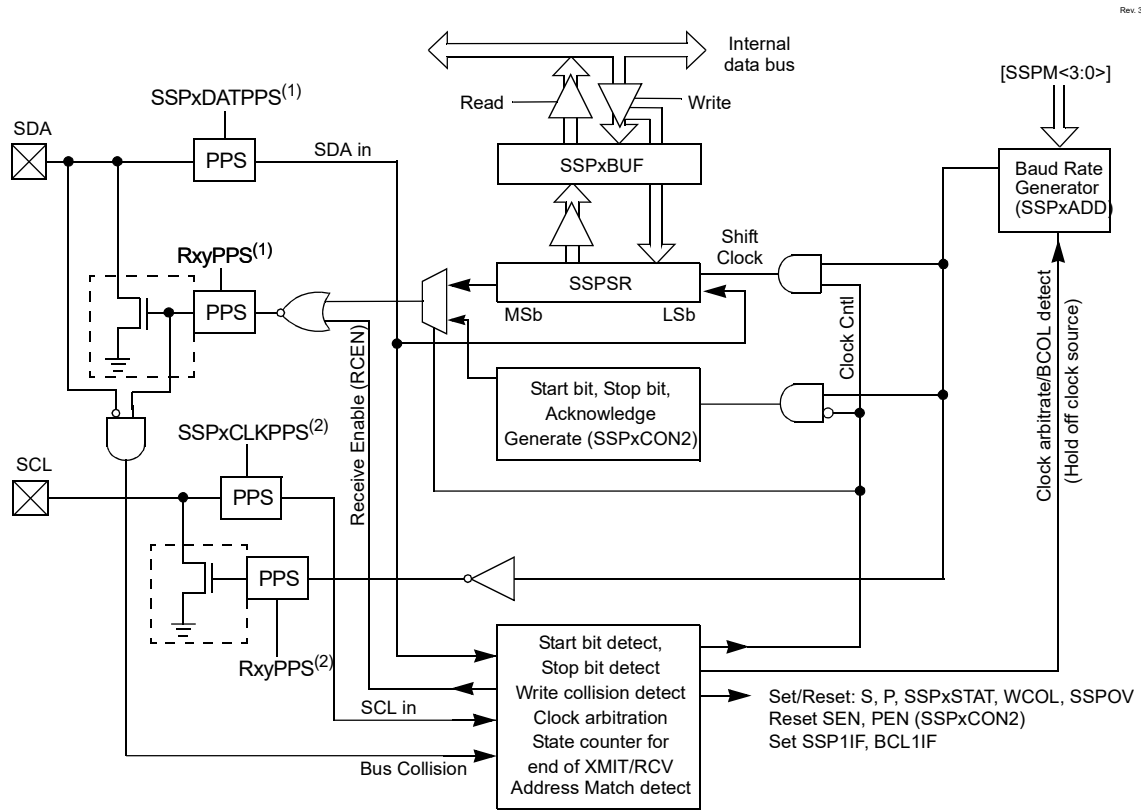 Rev. 3
Internal
data bus
[SSPM<3:0>]
Read
Write
SSPxDATPPS(1)
SDA
PPS
SDA in
SSPxBUF
Baud Rate
Generator
(SSPxADD)
RxyPPS(1)
Shift
Clock
PPS
SSPSR
MSb
LSb
Clock Cntl
Clock arbitrate/BCOL detect
(Hold off clock source)
Receive Enable (RCEN)
Start bit, Stop bit,
Acknowledge
Generate (SSPxCON2)
SSPxCLKPPS(2)
SCL
PPS
PPS
RxyPPS(2)
SCL in
Bus Collision
Start bit detect,
Stop bit detect
Write collision detect
Clock arbitration
State counter for
end of XMIT/RCV
Address Match detect
Set/Reset: S, P, SSPxSTAT, WCOL, SSPOV
Reset SEN, PEN (SSPxCON2)
Set SSP1IF, BCL1IF